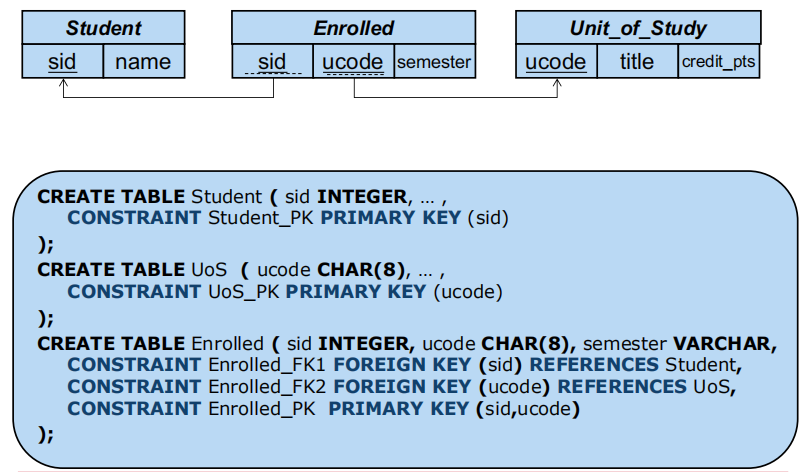 Student Enrolled Unit_of_Study
sid name sid ucode semester ucode title credit_pts
CREATE TABLE Student ( sid INTEGER, ... ,
CONSTRAINT Student_PK PRIMARY KEY (sid)
);
CREATE TABLE UoS ( ucode CHAR(8), ... ,
CONSTRAINT UoS_PK PRIMARY KEY (ucode)
);
CREATE TABLE Enrolled ( sid INTEGER, ucode CHAR(8), semester VARCHAR,
CONSTRAINT Enrolled_FK1 FOREIGN KEY (sid) REFERENCES Student,
CONSTRAINT Enrolled_FK2 FOREIGN KEY (ucode) REFERENCES UoS,
CONSTRAINT Enrolled_PK PRIMARY KEY (sid,ucode)
);